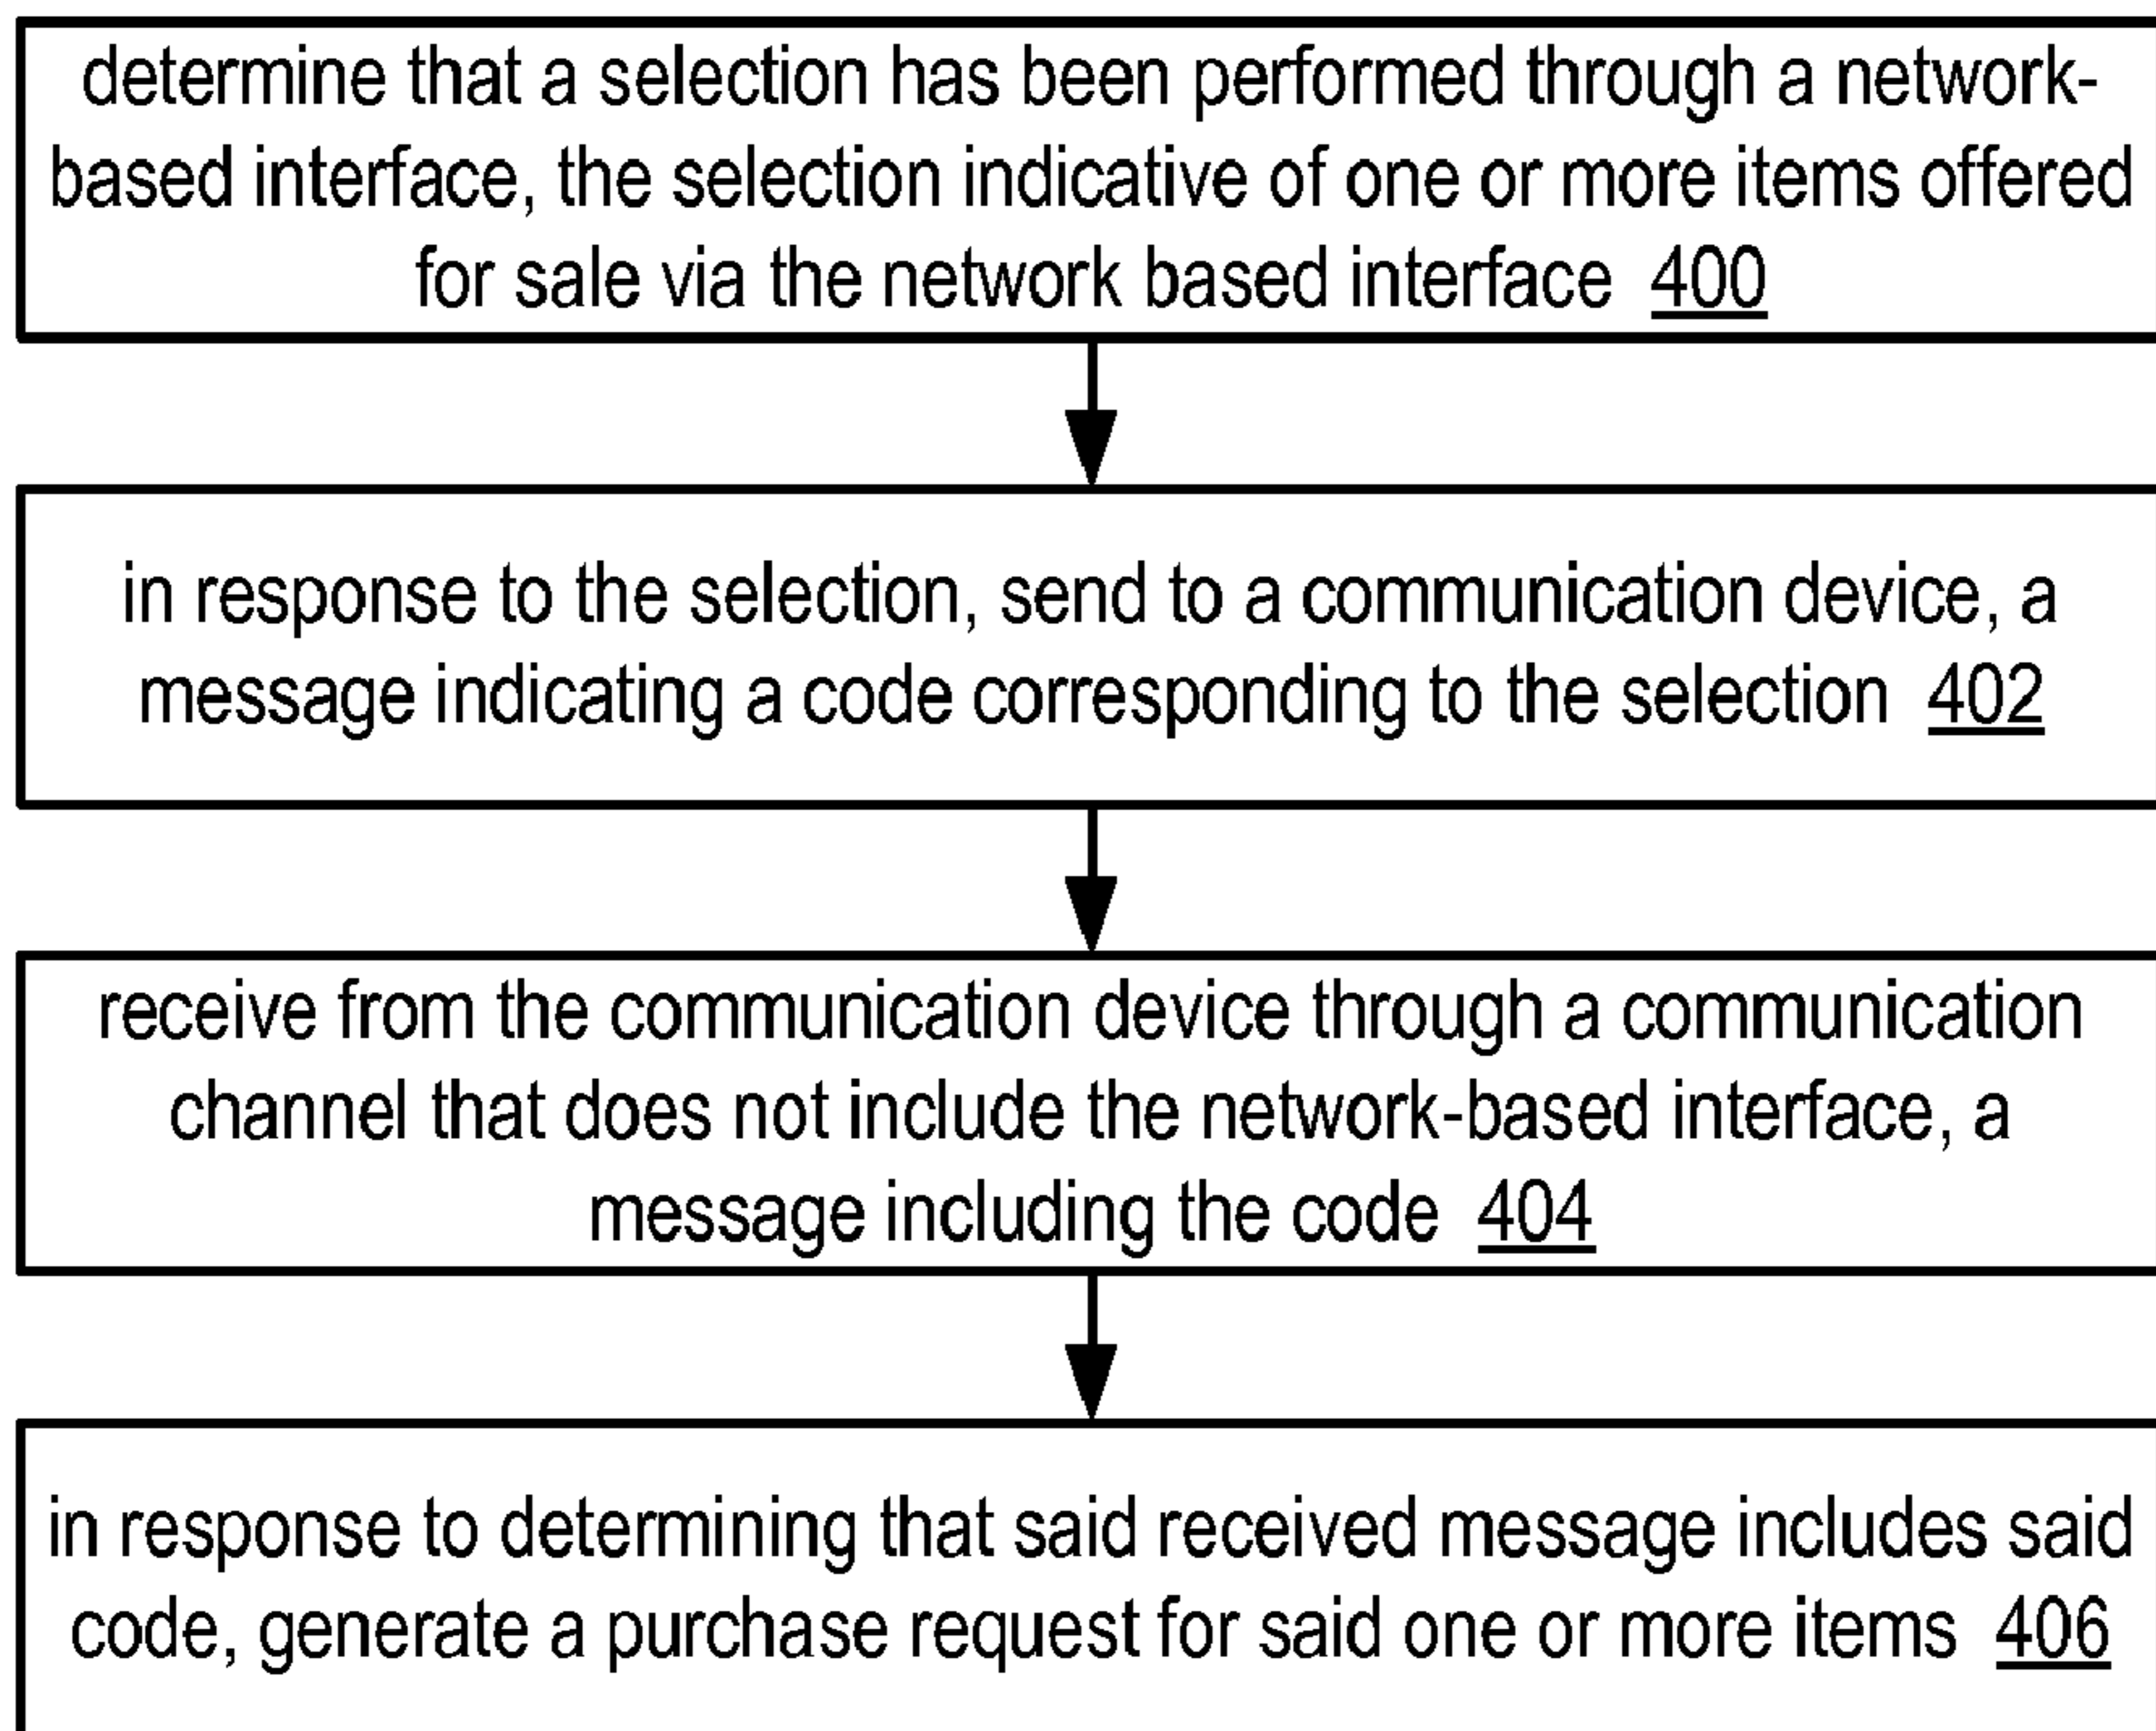 determine that a selection has been performed through a network-
based interface, the selection indicative of one or more items offered
for sale via the network based interface 400
in response to the selection, send to a communication device, a
message indicating a code corresponding to the selection 402
receive from the communication device through a communication
channel that does not include the network-based interface, a
message including the code 404
in response to determining that said received message includes said
code, generate a purchase request for said one or more items 406